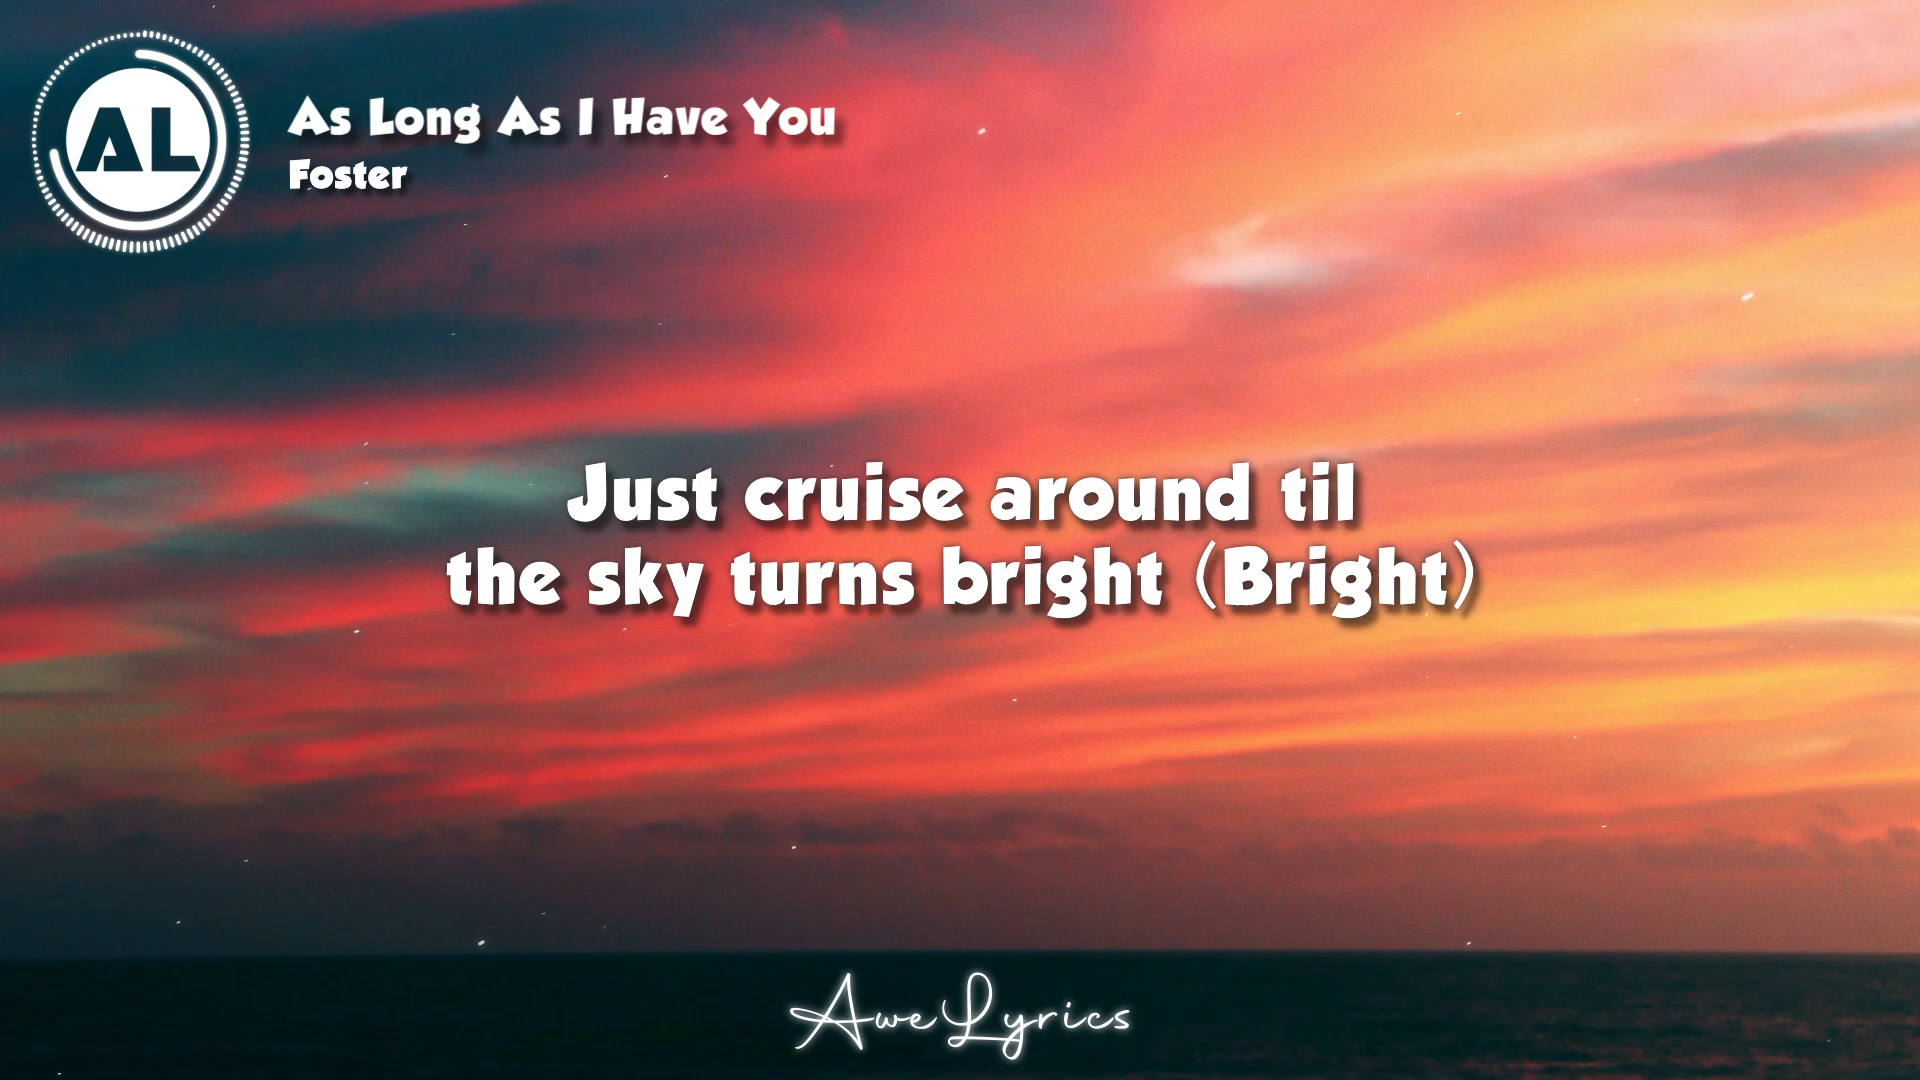 AL
As Long As I Have You
Foster
Just cruise around til
the sky turns bright (Bright)
AweLyrics